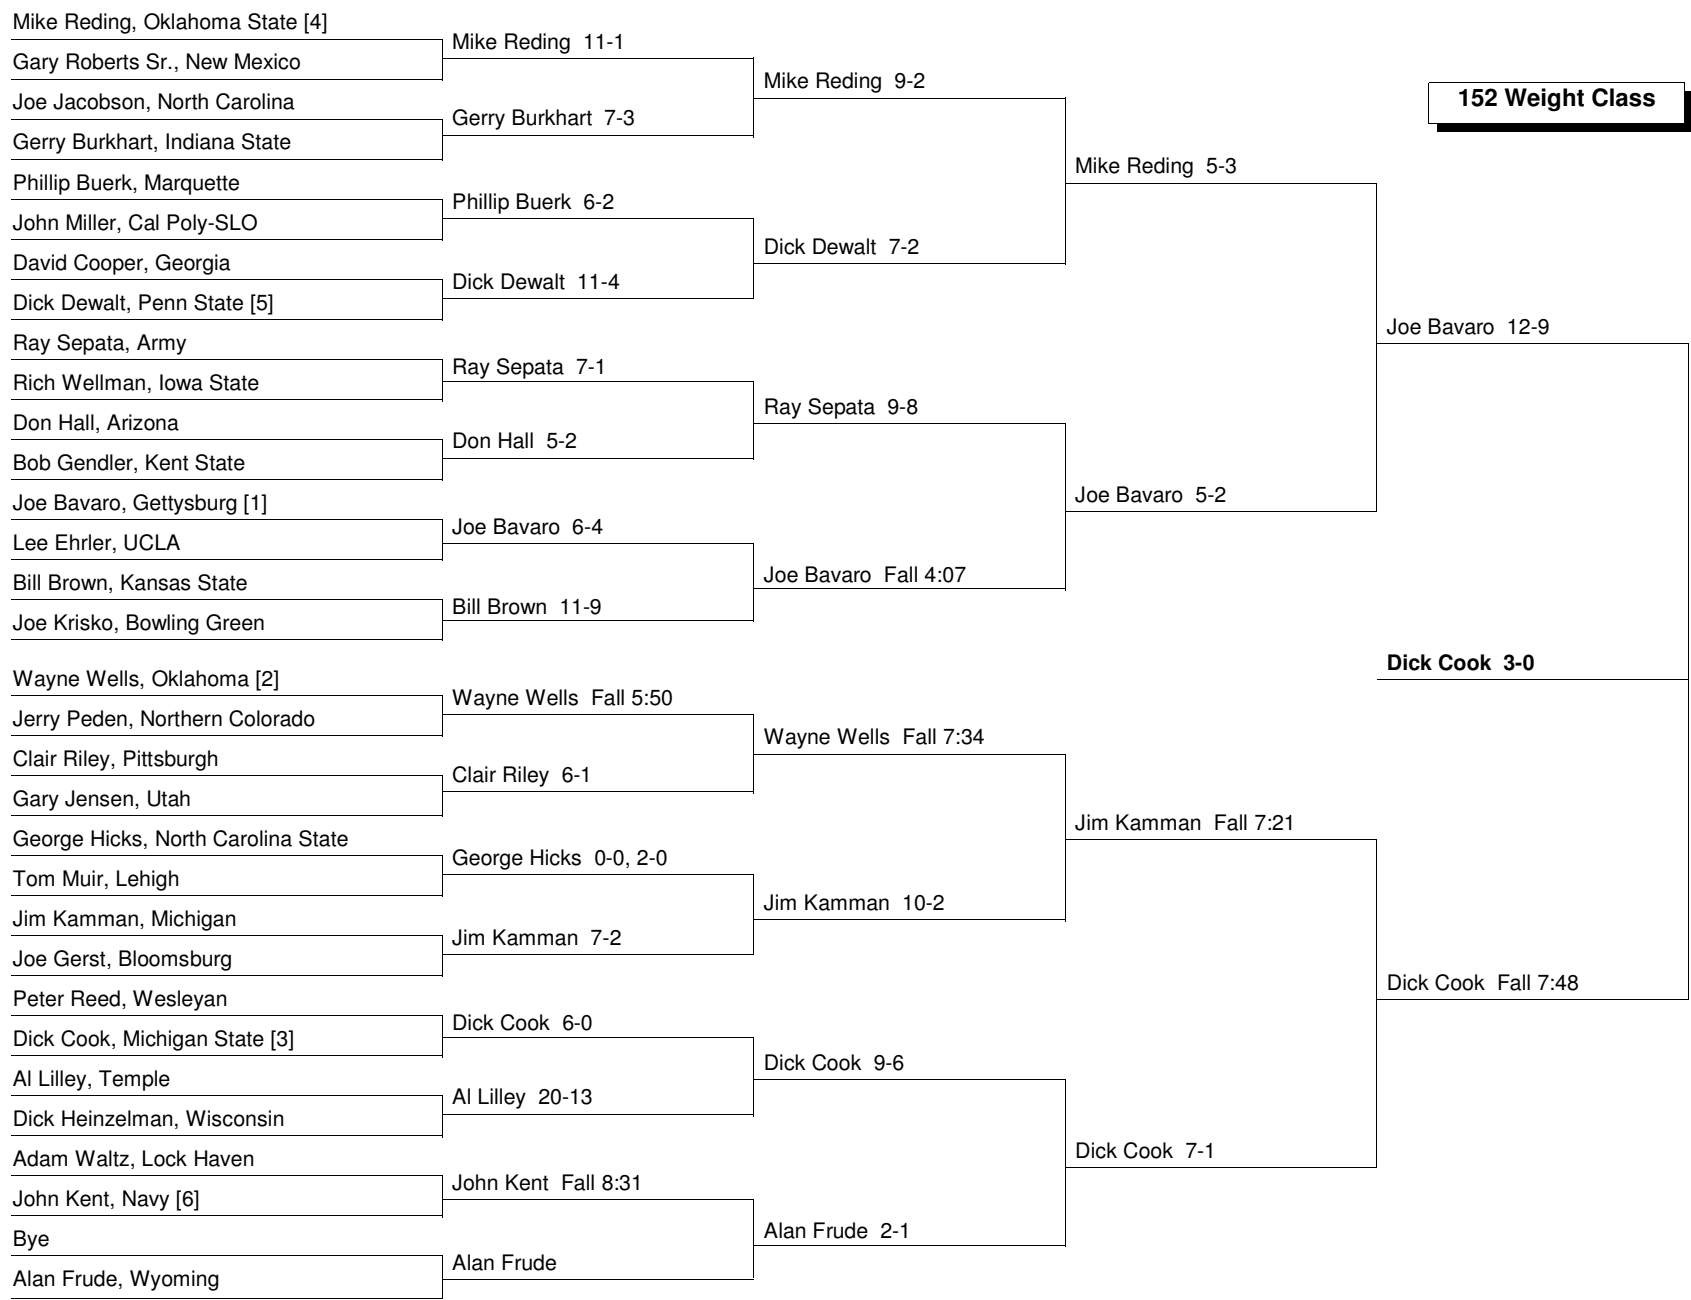 Mike Reding, Oklahoma State [4]
Gary Roberts Sr., New Mexico
Joe Jacobson, North Carolina
Gerry Burkhart, Indiana State
Phillip Buerk, Marquette
John Miller, Cal Poly-SLO
David Cooper, Georgia
Dick Dewalt, Penn State [5]
Ray Sepata, Army
Rich Wellman, Iowa State
Don Hall, Arizona
Bob Gendler, Kent State
Joe Bavaro, Gettysburg [1]
Lee Ehrler, UCLA
Bill Brown, Kansas State
Joe Krisko, Bowling Green
Wayne Wells, Oklahoma [2]
Jerry Peden, Northern Colorado
Clair Riley, Pittsburgh
Gary Jensen, Utah
George Hicks, North Carolina State
Tom Muir, Lehigh
Jim Kamman, Michigan
Joe Gerst, Bloomsburg
Peter Reed, Wesleyan
Dick Cook, Michigan State [3]
Al Lilley, Temple
Dick Heinzelman, Wisconsin
Adam Waltz, Lock Haven
John Kent, Navy [6]
Bye
Alan Frude, Wyoming
Mike Reding 11-1
Gerry Burkhart 7-3
Phillip Buerk 6-2
Dick Dewalt 11-4
Ray Sepata 7-1
Don Hall 5-2
Joe Bavaro 6-4
Bill Brown 11-9
Wayne Wells Fall 5:50
Clair Riley 6-1
George Hicks 0-0, 2-0
Jim Kamman 7-2
Dick Cook 6-0
Al Lilley 20-13
John Kent Fall 8:31
Alan Frude
Mike Reding 9-2
Dick Dewalt 7-2
Ray Sepata 9-8
Joe Bavaro Fall 4:07
Wayne Wells Fall 7:34
Jim Kamman 10-2
Dick Cook 9-6
Alan Frude 2-1
Mike Reding 5-3
Joe Bavaro 5-2
Jim Kamman Fall 7:21
Dick Cook 7-1
152 Weight Class
Joe Bavaro 12-9
Dick Cook 3-0
Dick Cook Fall 7:48